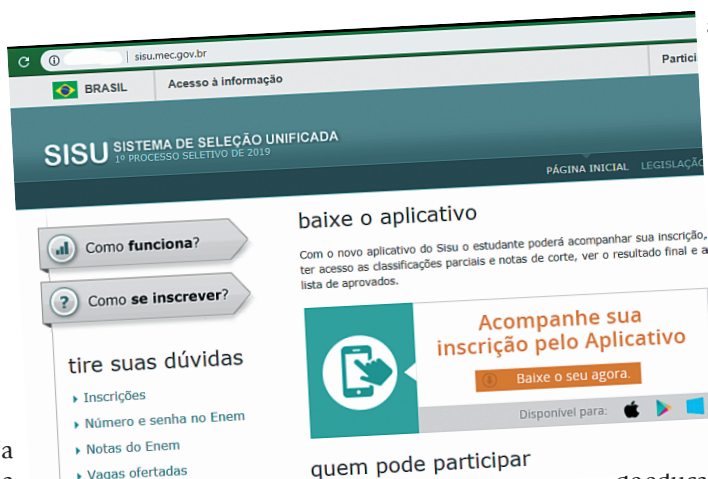 sisu.mec.gov.br
BRASIL
Acesso à informação
SISU SISTEMA DE SELEÇÃO UNIFICADA
1º PROCESSO SELETIVO DE 2019
PÁGINA INICIAL LEGISLAÇÃO
Como funciona?
Como se inscrever?
tire suas dúvidas
Inscrições
Número e senha no Enem
Notas do Enem
Vagas ofertadas
baixe o aplicativo
Com o novo aplicativo do Sisu o estudante poderá acompanhar sua inscrição,
ter acesso as classificações parciais e notas de corte, ver o resultado final e a
lista de aprovados.
Acompanhe sua
inscrição pelo Aplicativo
Baixe o seu agora.
Disponível para:
quem pode participar